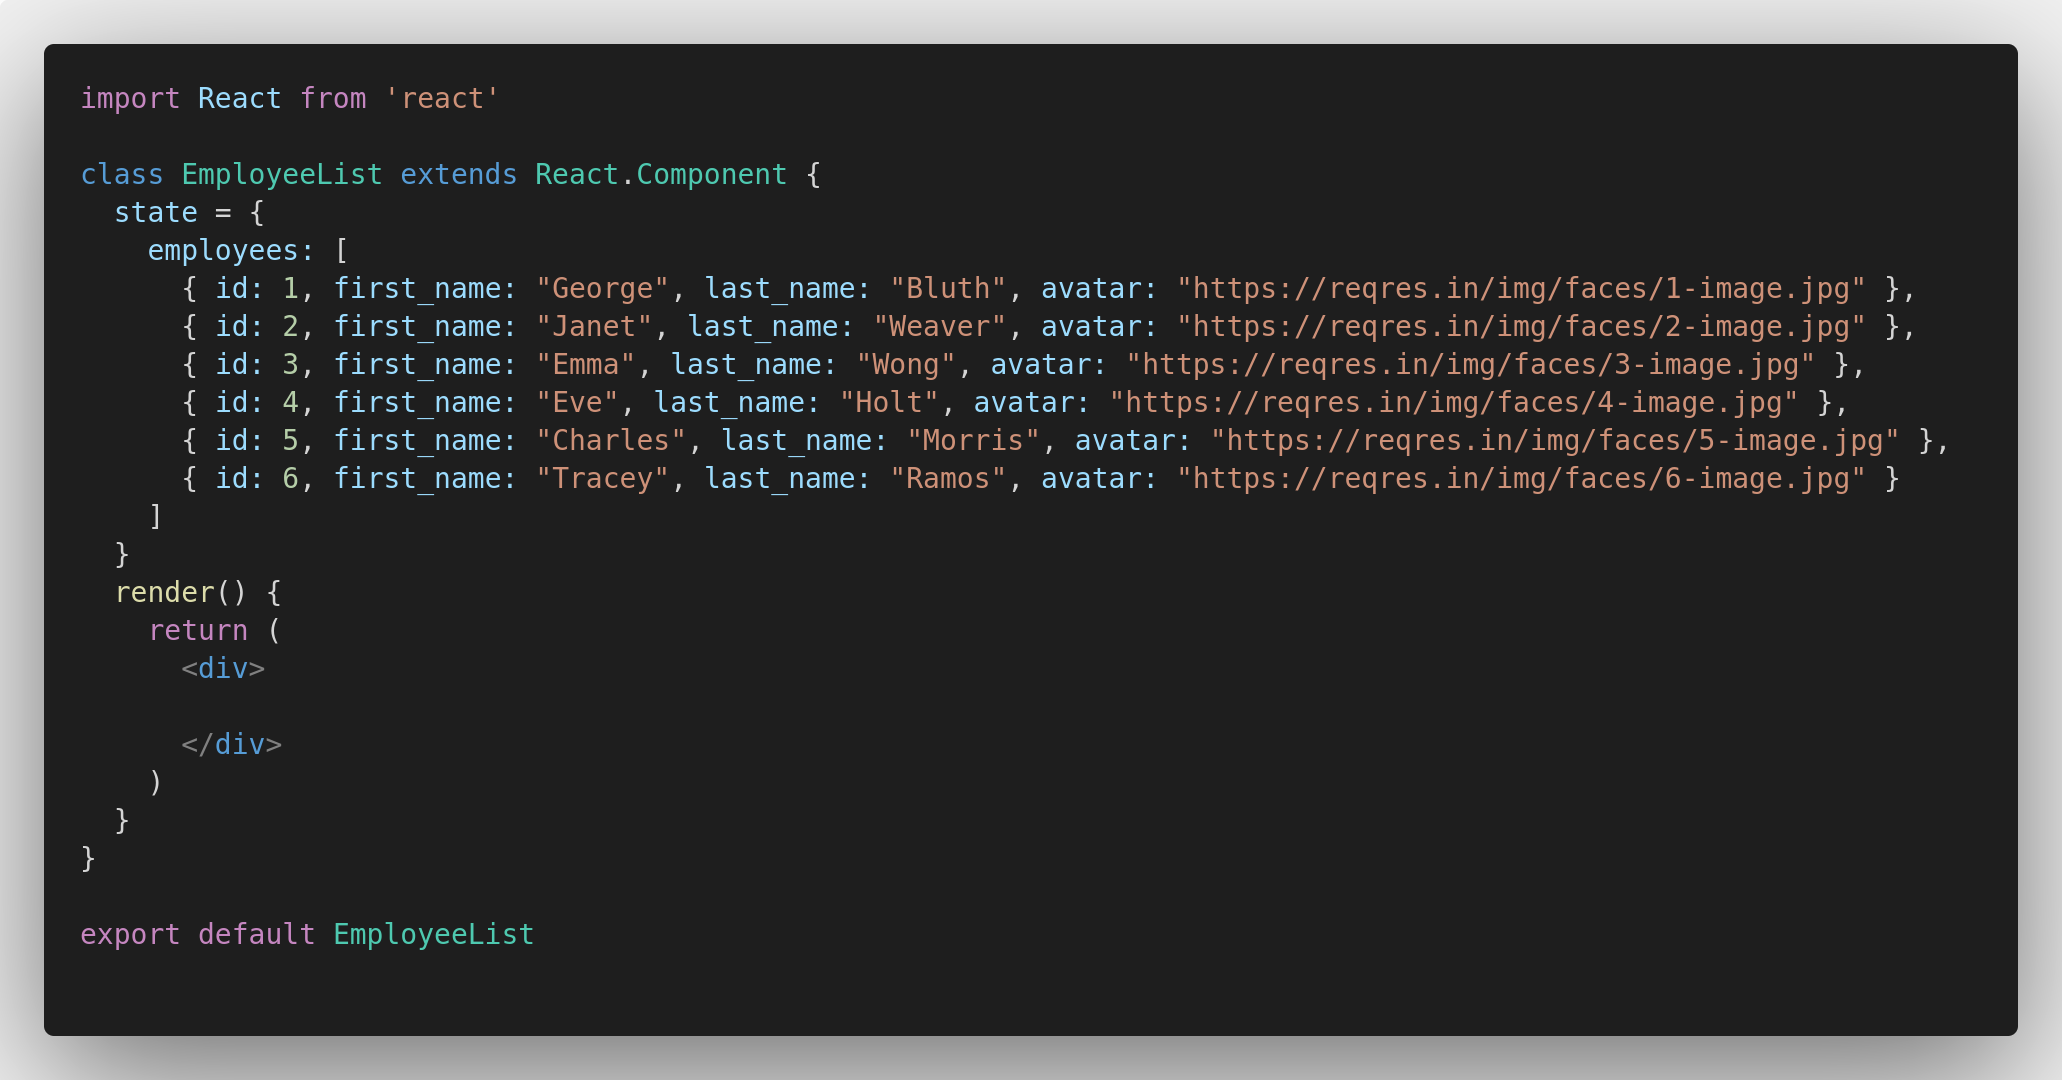 import React from 'react'
class EmployeeList extends React.Component {
  state = {
    employees: [
      { id: 1, first_name: "George", last_name: "Bluth", avatar: "https://reqres.in/img/faces/1-image.jpg" },
      { id: 2, first_name: "Janet", last_name: "Weaver", avatar: "https://reqres.in/img/faces/2-image.jpg" },
      { id: 3, first_name: "Emma", last_name: "Wong", avatar: "https://reqres.in/img/faces/3-image.jpg" },
      { id: 4, first_name: "Eve", last_name: "Holt", avatar: "https://reqres.in/img/faces/4-image.jpg" },
      { id: 5, first_name: "Charles", last_name: "Morris", avatar: "https://reqres.in/img/faces/5-image.jpg" },
      { id: 6, first_name: "Tracey", last_name: "Ramos", avatar: "https://reqres.in/img/faces/6-image.jpg" }
    ]
  }
  render() {
    return (
      <div>
      </div>
    )
  }
}
export default EmployeeList